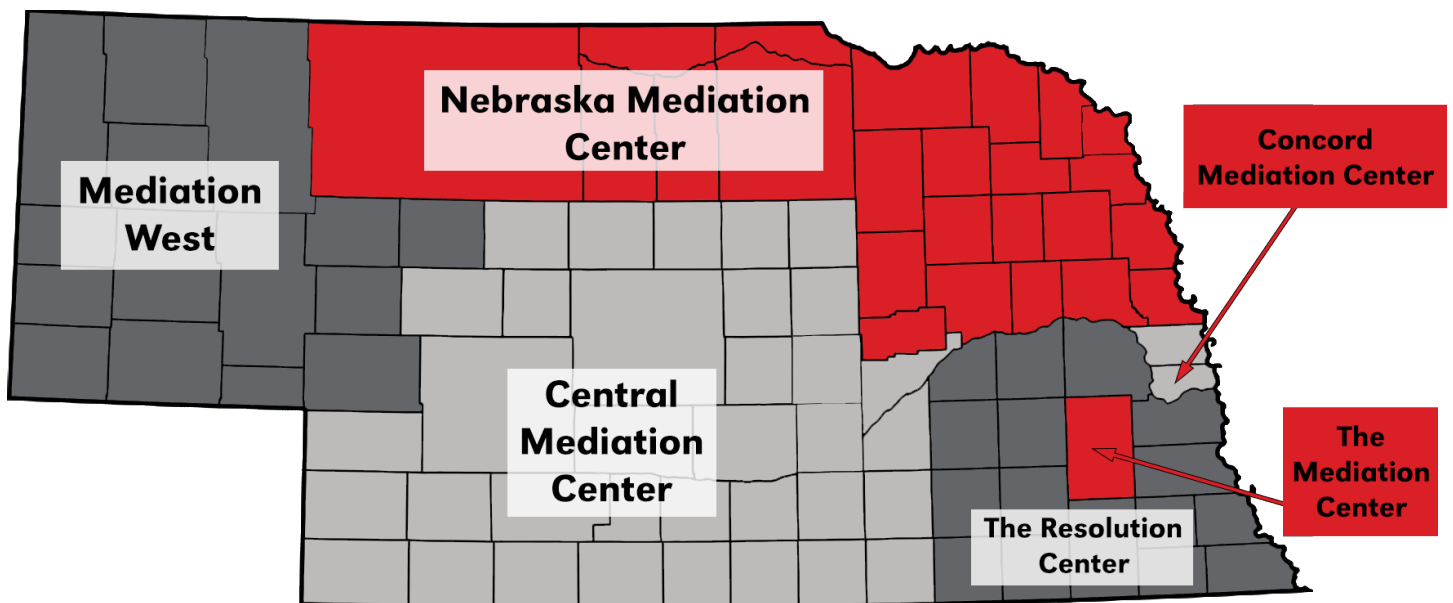 Nebraska Mediation
Center
Concord
Mediation Center
Mediation
West
Central
Mediation
Center
The
Mediation
Center
The Resolution
Center